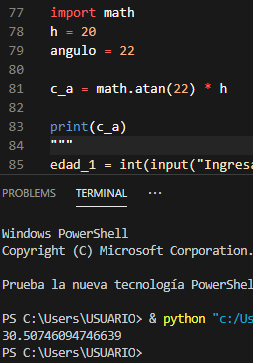 77 import math
78 h = 20
79 angulo = 22
80
81 c_a = math.atan(22) * h
82
83 print(c_a)
84 """
85 edad_1 = int(input("Ingresa
PROBLEMS TERMINAL ...
Windows PowerShell
Copyright (C) Microsoft Corporation.
Prueba la nueva tecnología PowerShel
PS C:\Users\USUARIO> & python "c:/Us
30.50746094746639
PS C:\Users\USUARIO>